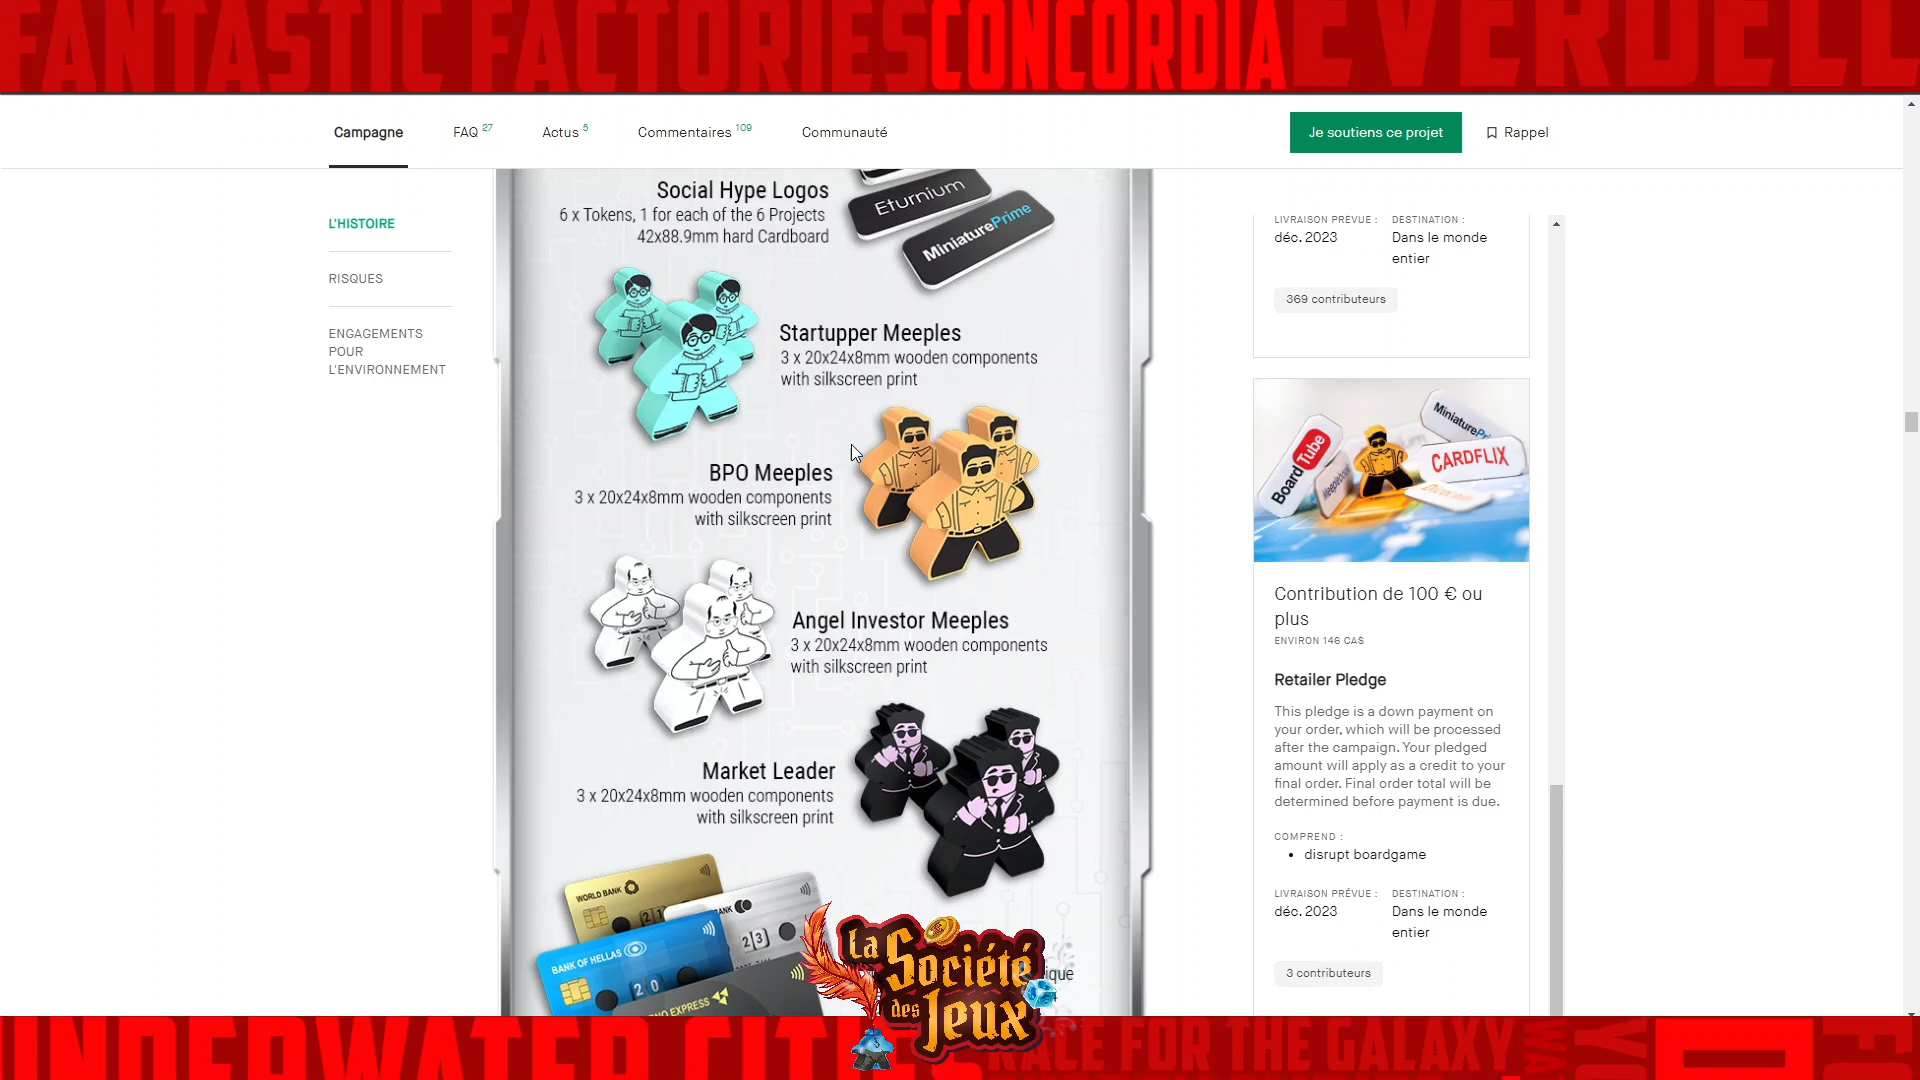 FANTASTIC FACTORIES CONCORDIA EVERDELL
Campagne
FAQ 27
Actus 5
Commentaires 109
Communauté
Je soutiens ce projet
Rappel
L'HISTOIRE
RISQUES
ENGAGEMENTS
POUR
L'ENVIRONNEMENT
Social Hype Logos
6 x Tokens, 1 for each of the 6 Projects
42x88.9mm hard Cardboard
Eturnium
MiniaturePrime
Startupper Meeples
3 x 20x24x8mm wooden components
with silkscreen print
BPO Meeples
3 x 20x24x8mm wooden components
with silkscreen print
Angel Investor Meeples
3 x 20x24x8mm wooden components
with silkscreen print
Market Leader
3 x 20x24x8mm wooden components
with silkscreen print
WORLD BANK
BANK OF HELLAS
20
23
EXPRESS
La Société des Jeux
LIVRAISON PRÉVUE :
déc. 2023
DESTINATION :
Dans le monde
entier
369 contributeurs
Board Tube
CARDFLIX
Contribution de 100 € ou
plus
ENVIRON 146 CA$
Retailer Pledge
This pledge is a down payment on
your order, which will be processed
after the campaign. Your pledged
amount will apply as a credit to your
final order. Final order total will be
determined before payment is due.
COMPREND :
• disrupt boardgame
LIVRAISON PRÉVUE :
déc. 2023
DESTINATION :
Dans le monde
entier
3 contributeurs
UNDERWATER CITIES
RACE FOR THE GALAXY